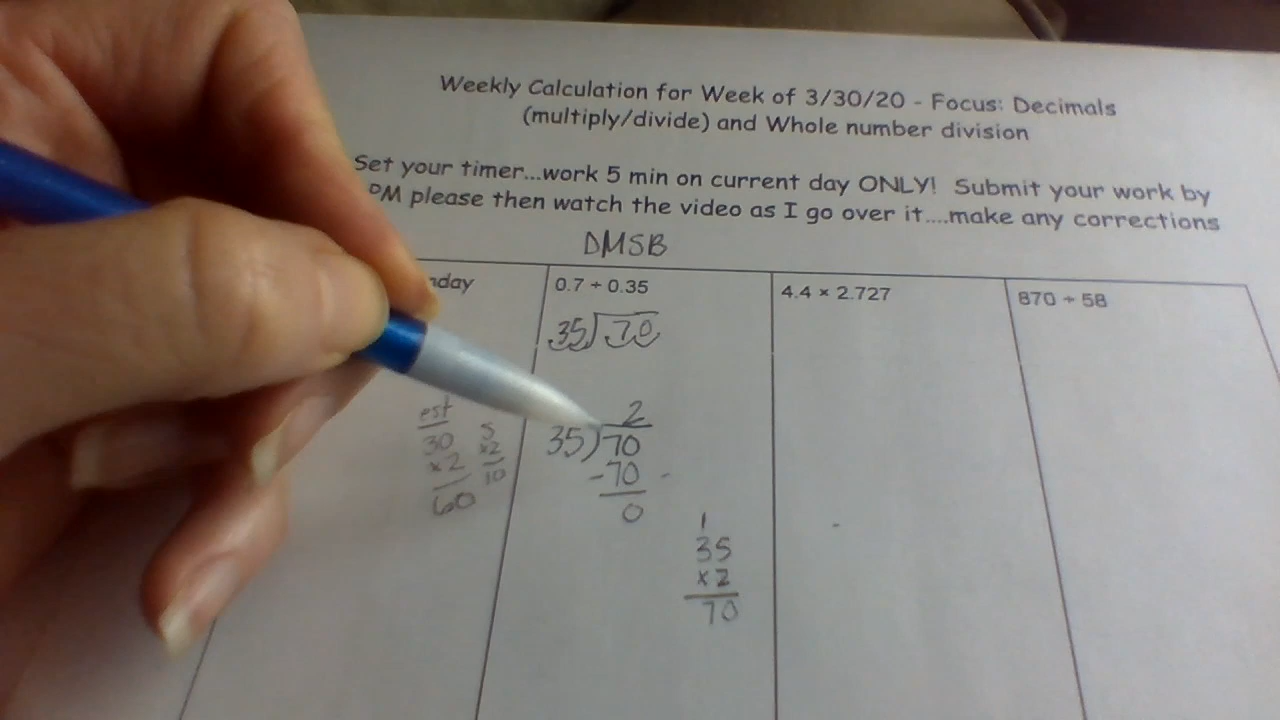 Weekly Calculation for Week of 3/30/20 - Focus: Decimals
(multiply/divide) and Whole number division
Set your timer...work 5 min on current day ONLY! Submit your work by
PM please then watch the video as I go over it....make any corrections
DMSB
nday
0.7 ÷ 0.35
4.4 × 2.727
870 ÷ 58
.35).70
est
30
x2
60
5
x2
10
2
35)70
-70
0
1
35
x2
70